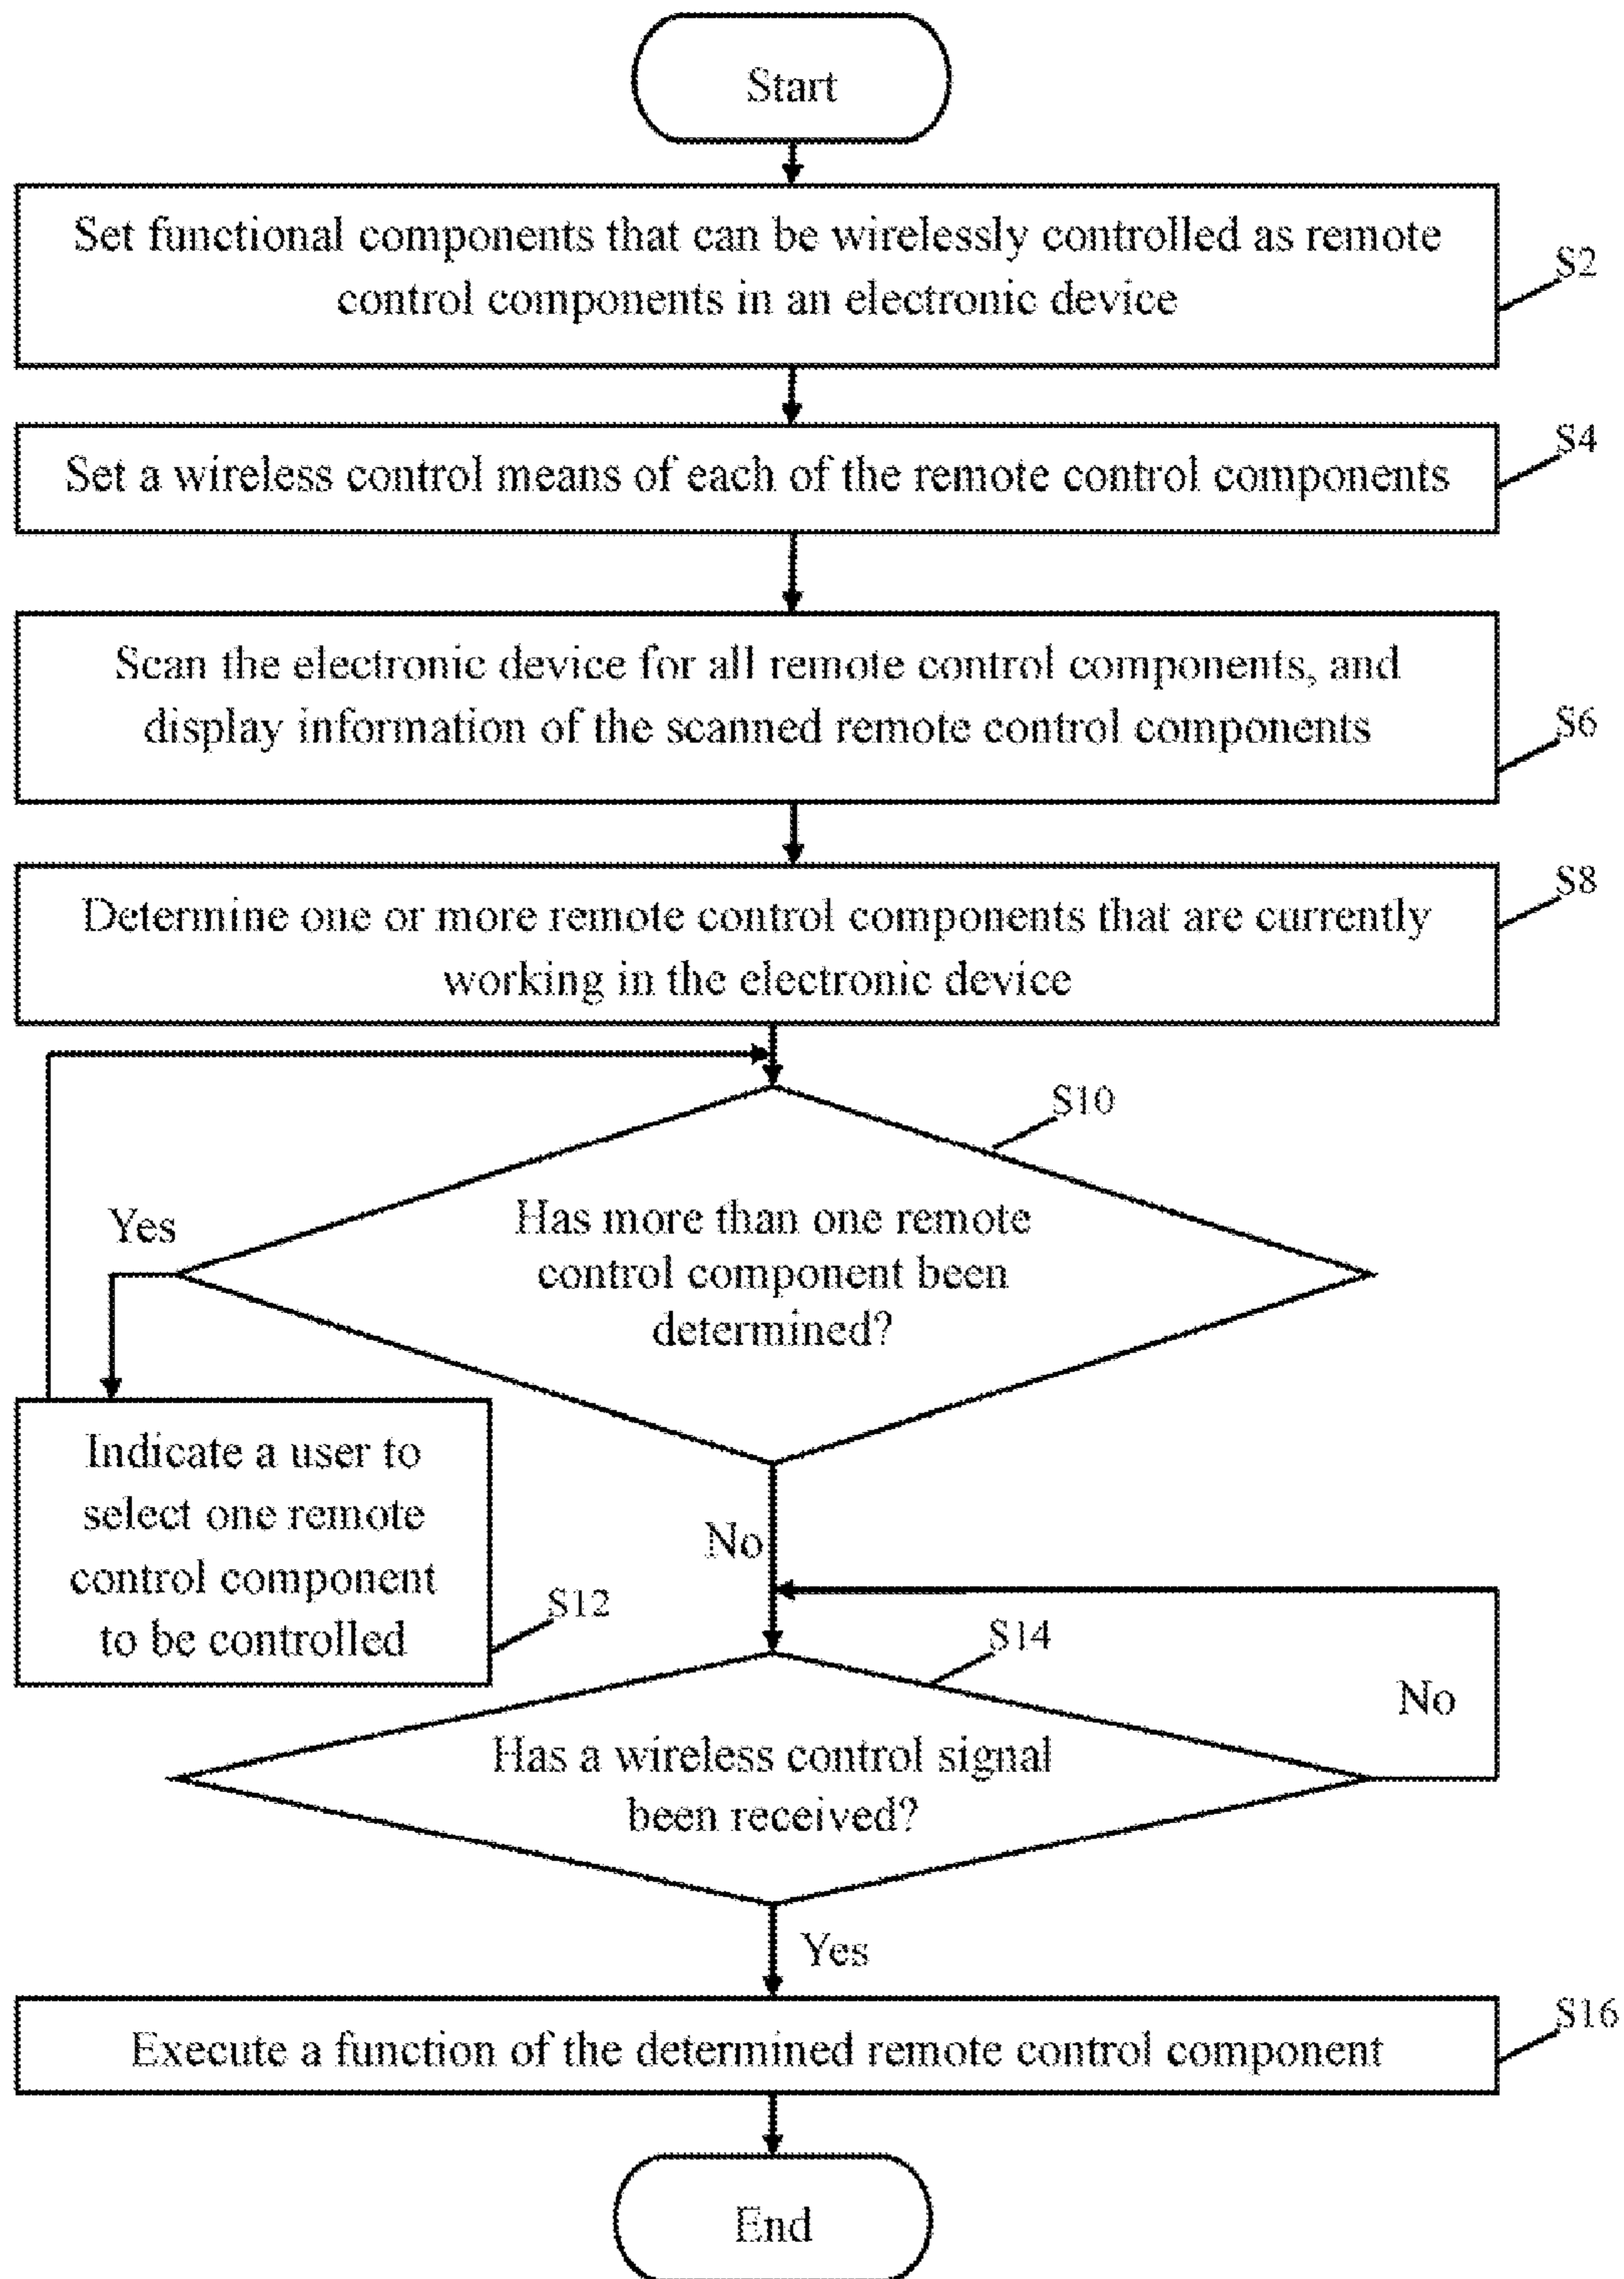 Start
Set functional components that can be wirelessly controlled as remote
control components in an electronic device
S2
Set a wireless control means of each of the remote control components
S4
Scan the electronic device for all remote control components, and
display information of the scanned remote control components
S6
Determine one or more remote control components that are currently
working in the electronic device
S8
S10
Has more than one remote
control component been
determined?
Yes
Indicate a user to
select one remote
control component
to be controlled
S12
No
S14
Has a wireless control signal
been received?
No
Yes
Execute a function of the determined remote control component
S16
End